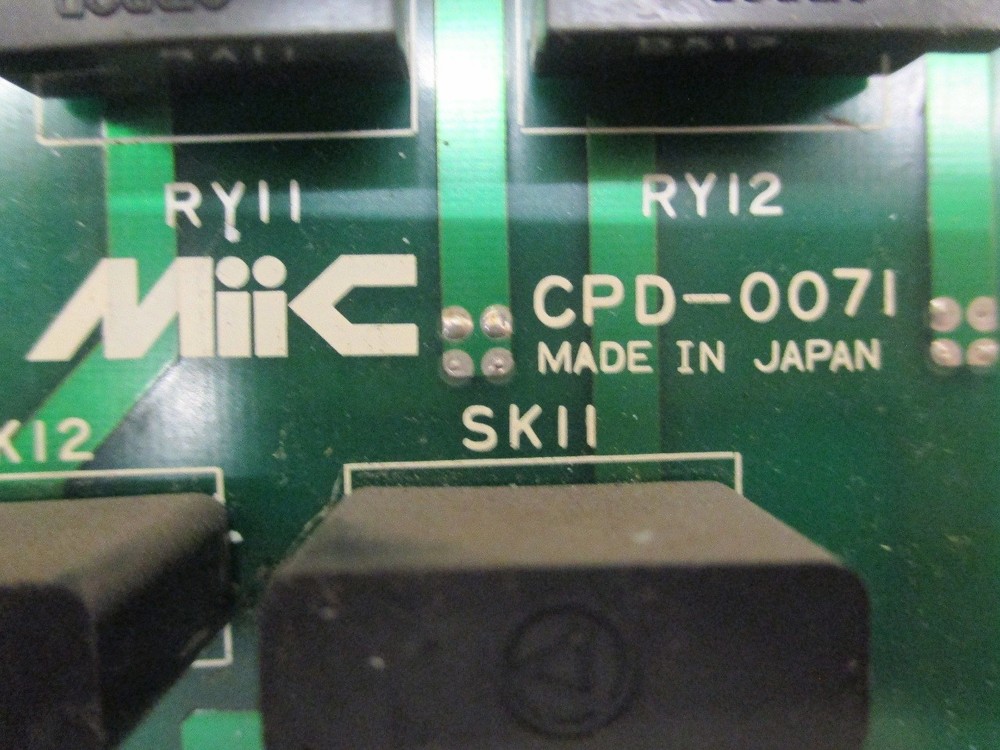 RY11
RY12
MiiC
CPD-0071
MADE IN JAPAN
K12
SK11